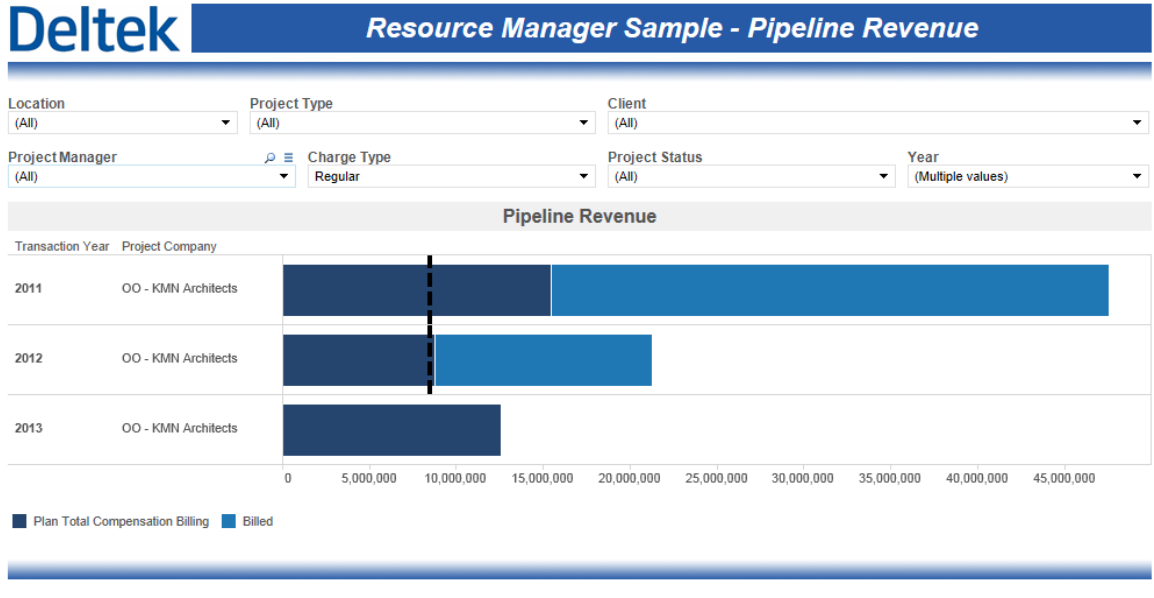 Deltek
Resource Manager Sample - Pipeline Revenue
Location Project Type Client
(All) (All) (All)
Project Manager Charge Type Project Status Year
(All) Regular (All) (Multiple values)
Pipeline Revenue
Transaction Year Project Company
2011 OO - KMN Architects
2012 OO - KMN Architects
2013 OO - KMN Architects
0 5,000,000 10,000,000 15,000,000 20,000,000 25,000,000 30,000,000 35,000,000 40,000,000 45,000,000
Plan Total Compensation Billing Billed